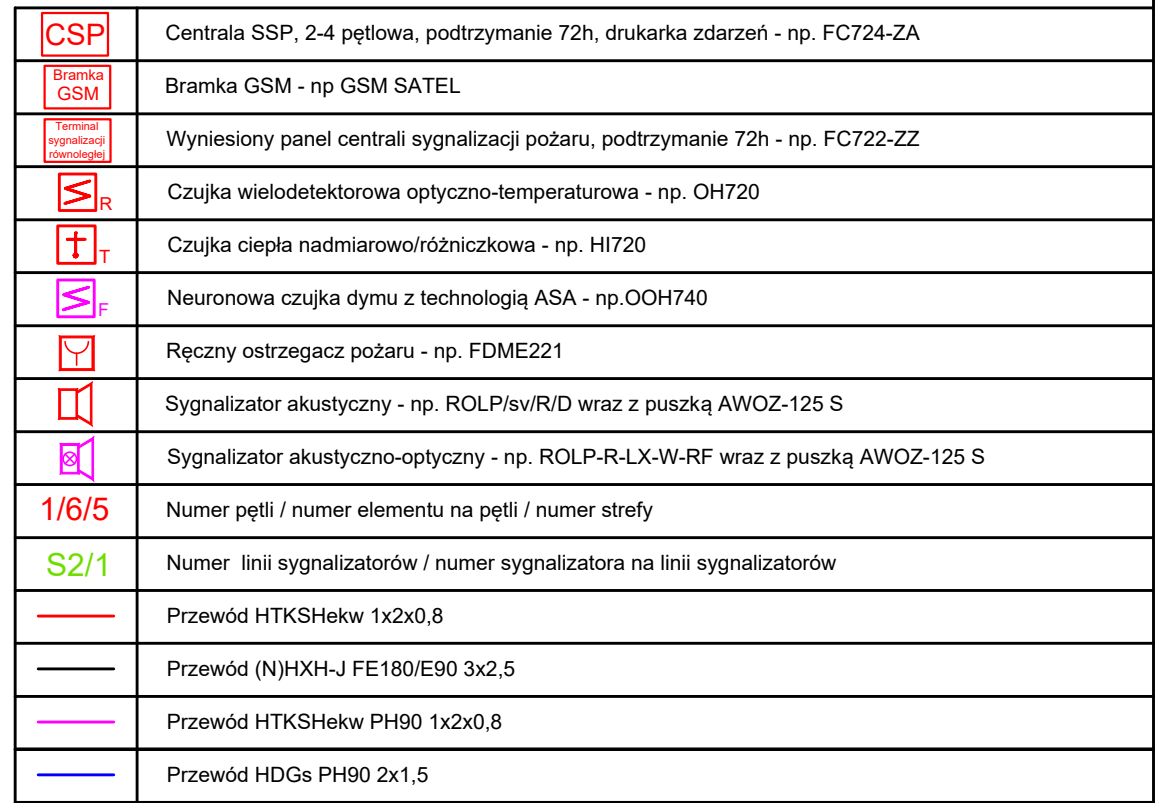 CSP Centrala SSP, 2-4 pętlowa, podtrzymanie 72h, drukarka zdarzeń - np. FC724-ZA
Bramka
GSM
Bramka GSM - np GSM SATEL
Terminal
sygnalizacji
równoległej
Wyniesiony panel centrali sygnalizacji pożaru, podtrzymanie 72h - np. FC722-ZZ
R Czujka wielodetektorowa optyczno-temperaturowa - np. OH720
T Czujka ciepła nadmiarowo/różniczkowa - np. HI720
F Neuronowa czujka dymu z technologią ASA - np.OOH740
Ręczny ostrzegacz pożaru - np. FDME221
Sygnalizator akustyczny - np. ROLP/sv/R/D wraz z puszką AWOZ-125 S
Sygnalizator akustyczno-optyczny - np. ROLP-R-LX-W-RF wraz z puszką AWOZ-125 S
1/6/5 Numer pętli / numer elementu na pętli / numer strefy
S2/1 Numer linii sygnalizatorów / numer sygnalizatora na linii sygnalizatorów
Przewód HTKSHekw 1x2x0,8
Przewód (N)HXH-J FE180/E90 3x2,5
Przewód HTKSHekw PH90 1x2x0,8
Przewód HDGs PH90 2x1,5